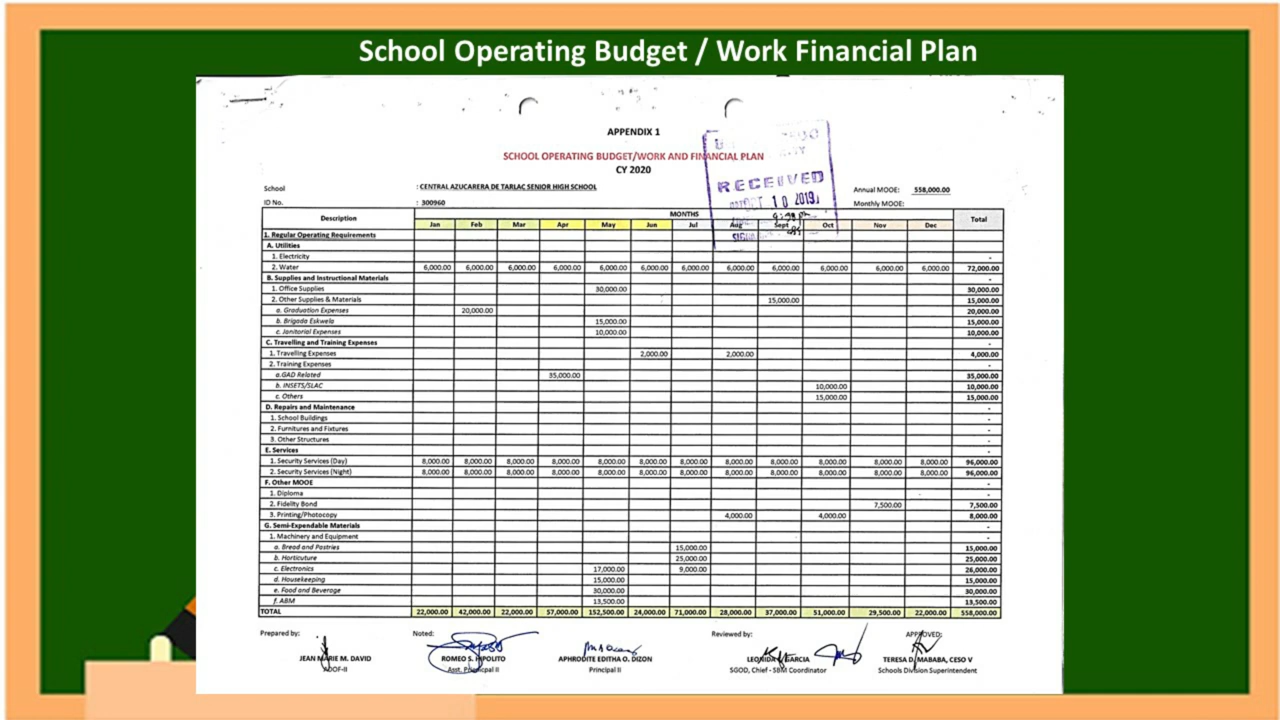 School Operating Budget / Work Financial Plan
APPENDIX 1
SCHOOL OPERATING BUDGET/WORK AND FINANCIAL PLAN
CY 2020
RECEIVED
OCT 10 2019
School : CENTRAL AZUCARERA DE TARLAC SENIOR HIGH SCHOOL Annual MOOE: 558,000.00
ID No. : 300960 Monthly MOOE:
Description MONTHS Total
Jan Feb Mar Apr May Jun Jul Aug Sept Oct Nov Dec
1. Regular Operating Requirements
A. Utilities
1. Electricity -
2. Water 6,000.00 6,000.00 6,000.00 6,000.00 6,000.00 6,000.00 6,000.00 6,000.00 6,000.00 6,000.00 6,000.00 6,000.00 72,000.00
B. Supplies and Instructional Materials -
1. Office Supplies 30,000.00 30,000.00
2. Other Supplies & Materials 15,000.00 15,000.00
a. Graduation Expenses 20,000.00 20,000.00
b. Brigada Eskwela 15,000.00 15,000.00
c. Janitorial Expenses 10,000.00 10,000.00
C. Travelling and Training Expenses -
1. Travelling Expenses 2,000.00 2,000.00 4,000.00
2. Training Expenses -
a.GAD Related 35,000.00 35,000.00
b. INSETS/SLAC 10,000.00 10,000.00
c. Others 15,000.00 15,000.00
D. Repairs and Maintenance -
1. School Buildings -
2. Furnitures and Fixtures -
3. Other Structures -
E. Services -
1. Security Services (Day) 8,000.00 8,000.00 8,000.00 8,000.00 8,000.00 8,000.00 8,000.00 8,000.00 8,000.00 8,000.00 8,000.00 8,000.00 96,000.00
2. Security Services (Night) 8,000.00 8,000.00 8,000.00 8,000.00 8,000.00 8,000.00 8,000.00 8,000.00 8,000.00 8,000.00 8,000.00 8,000.00 96,000.00
F. Other MOOE -
1. Diploma -
2. Fidelity Bond 7,500.00 7,500.00
3. Printing/Photocopy 4,000.00 4,000.00 8,000.00
G. Semi-Expendable Materials -
1. Machinery and Equipment -
a. Bread and Pastries 15,000.00 15,000.00
b. Horticuture 25,000.00 25,000.00
c. Electronics 17,000.00 9,000.00 26,000.00
d. Housekeeping 15,000.00 15,000.00
e. Food and Beverage 30,000.00 30,000.00
f. ABM 13,500.00 13,500.00
TOTAL 22,000.00 42,000.00 22,000.00 57,000.00 152,500.00 24,000.00 71,000.00 28,000.00 37,000.00 51,000.00 29,500.00 22,000.00 558,000.00
Prepared by: Noted: Reviewed by: APPROVED:
JEAN MARIE M. DAVID ROMEO S. HIPOLITO APHRODITE EDITHA O. DIZON LEONIDA GARCIA TERESA D. MABABA, CESO V
ADOF-II Asst. Principal II Principal II SGOD, Chief - SBM Coordinator Schools Division Superintendent